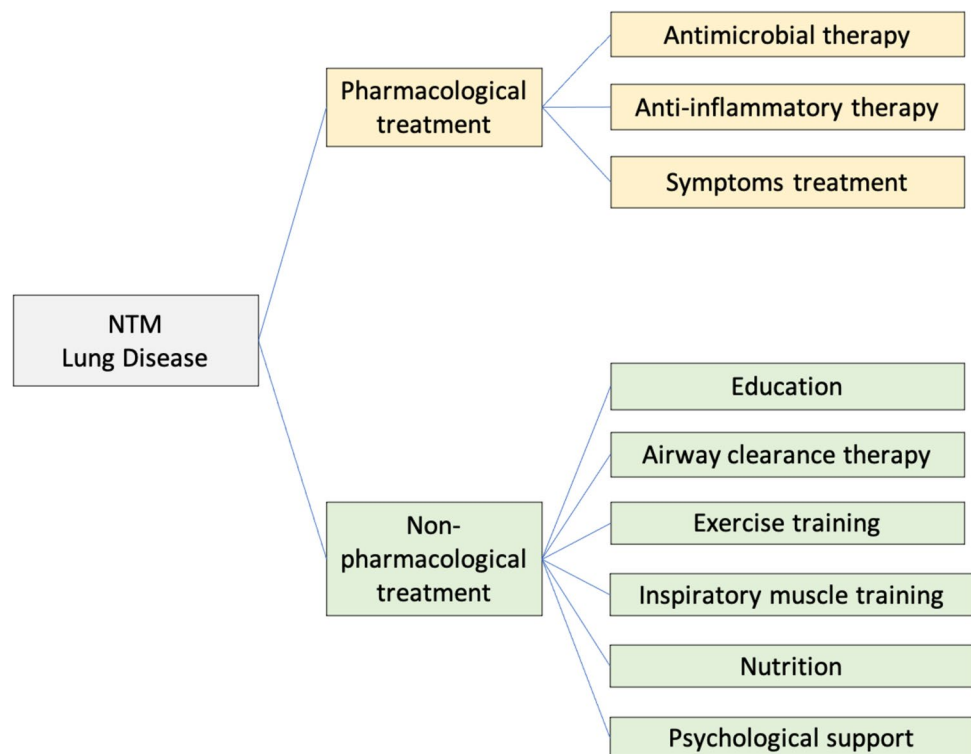 NTM
Lung Disease
Pharmacological
treatment
Antimicrobial therapy
Anti-inflammatory therapy
Symptoms treatment
Non-
pharmacological
treatment
Education
Airway clearance therapy
Exercise training
Inspiratory muscle training
Nutrition
Psychological support